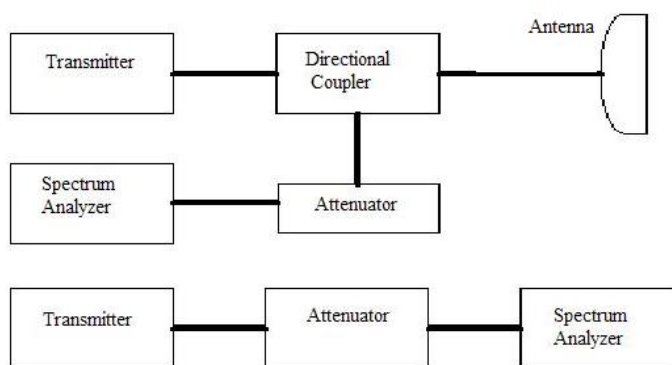 Antenna
Transmitter
Directional
Coupler
Spectrum
Analyzer
Attenuator
Transmitter
Attenuator
Spectrum
Analyzer